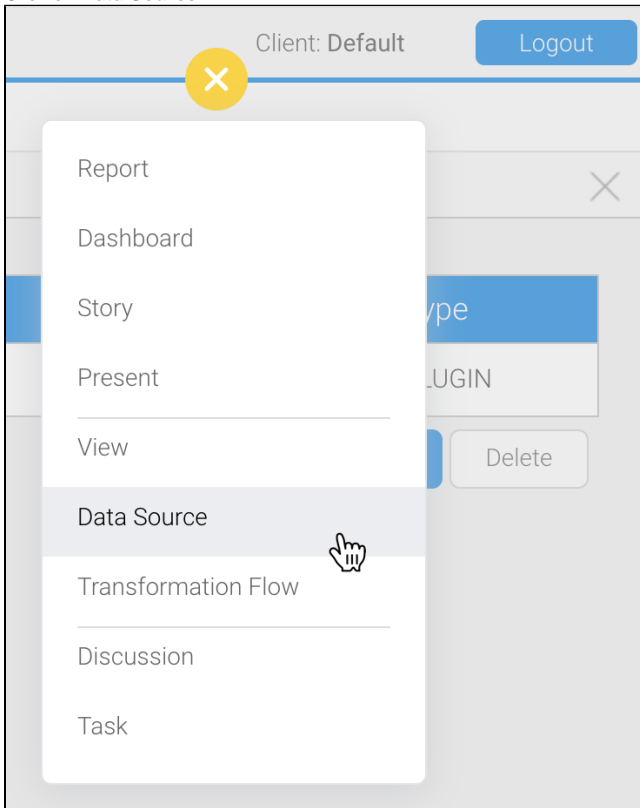 Client: Default
Logout
Report
Dashboard
Story
ype
Present
LUGIN
View
Delete
Data Source
Transformation Flow
Discussion
Task